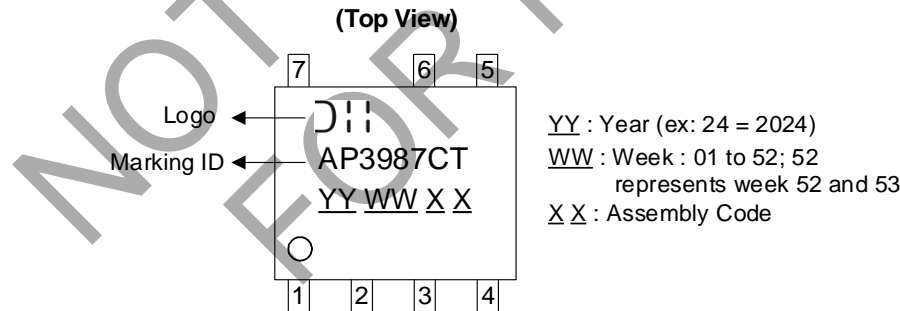 (Top View)
7 6 5
Logo
Marking ID
AP3987CT
YY WW X X
1 2 3 4
YY : Year (ex: 24 = 2024)
WW : Week : 01 to 52; 52
represents week 52 and 53
X X : Assembly Code
NOT
FOR